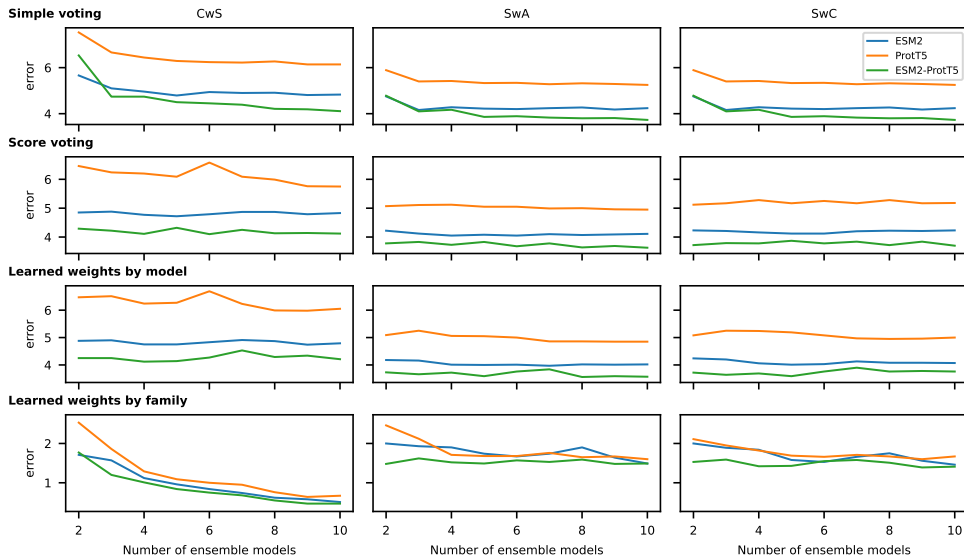 Simple voting CwS SwA SwC
6
4
error
ESM2
ProtT5
ESM2-ProtT5
Score voting
6
5
4
error
Learned weights by model
6
4
error
Learned weights by family
2
1
error
2 4 6 8 10 2 4 6 8 10 2 4 6 8 10
Number of ensemble models Number of ensemble models Number of ensemble models